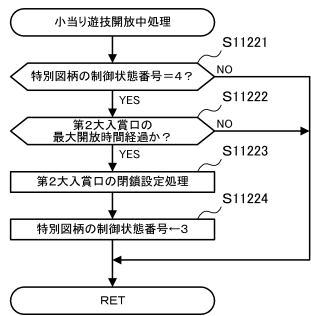 小当り遊技開放中処理
S11221
特別図柄の制御状態番号=4?
NO
YES
S11222
第2大入賞口の
最大開放時間経過か?
NO
YES
S11223
第2大入賞口の閉鎖設定処理
S11224
特別図柄の制御状態番号←3
RET